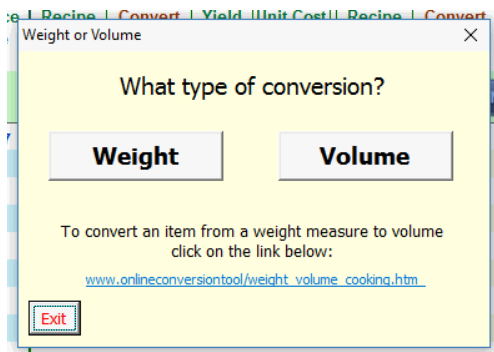 Recipe Convert Yield Unit Cost Recipe Convert
Weight or Volume
What type of conversion?
Weight Volume
To convert an item from a weight measure to volume
click on the link below:
www.onlineconversiontool/weight_volume_cooking.htm_
Exit